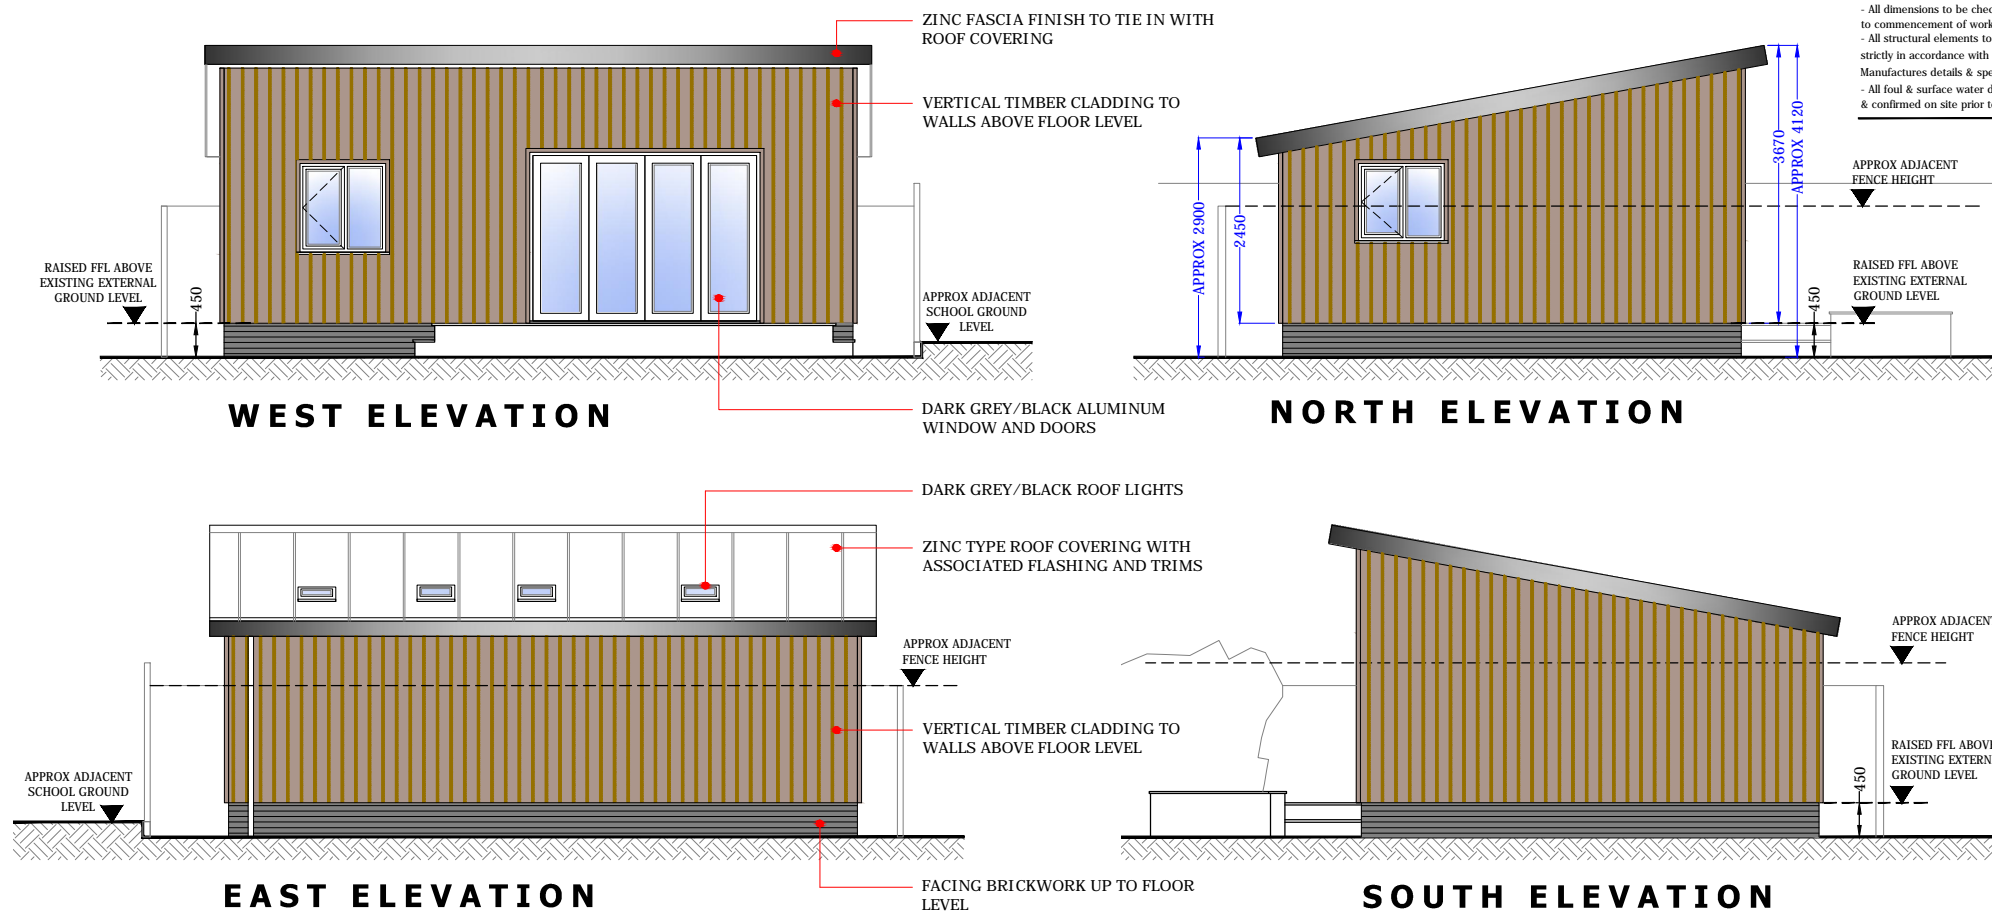 ZINC FASCIA FINISH TO TIE IN WITH
ROOF COVERING
VERTICAL TIMBER CLADDING TO
WALLS ABOVE FLOOR LEVEL
RAISED FFL ABOVE
EXISTING EXTERNAL
GROUND LEVEL
450
APPROX ADJACENT
SCHOOL GROUND
LEVEL
DARK GREY/BLACK ALUMINUM
WINDOW AND DOORS
WEST ELEVATION
- All dimensions to be chec
to commencement of work
- All structural elements to
strictly in accordance with
Manufactures details & spe
- All foul & surface water d
& confirmed on site prior to
APPROX 2900
2450
3670
APPROX 4120
APPROX ADJACENT
FENCE HEIGHT
RAISED FFL ABOVE
EXISTING EXTERNAL
GROUND LEVEL
450
NORTH ELEVATION
DARK GREY/BLACK ROOF LIGHTS
ZINC TYPE ROOF COVERING WITH
ASSOCIATED FLASHING AND TRIMS
APPROX ADJACENT
FENCE HEIGHT
VERTICAL TIMBER CLADDING TO
WALLS ABOVE FLOOR LEVEL
APPROX ADJACENT
SCHOOL GROUND
LEVEL
FACING BRICKWORK UP TO FLOOR
LEVEL
EAST ELEVATION
APPROX ADJACENT
FENCE HEIGHT
RAISED FFL ABOVE
EXISTING EXTERN
GROUND LEVEL
450
SOUTH ELEVATION